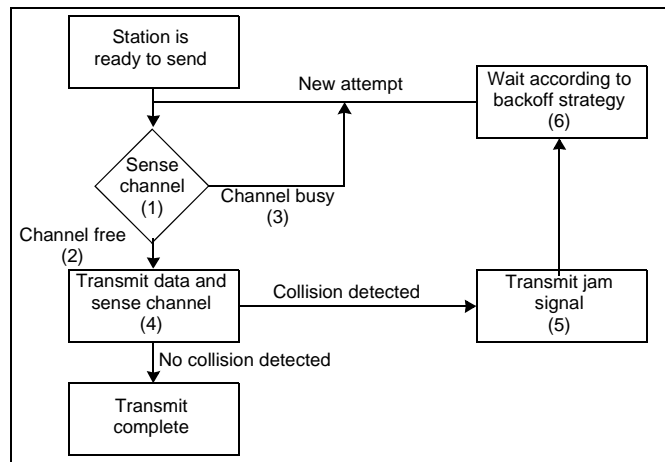 Station is
ready to send
New attempt
Wait according to
backoff strategy
(6)
Sense
channel
(1)
Channel busy
(3)
Channel free
(2)
Transmit data and
sense channel
(4)
Collision detected
Transmit jam
signal
(5)
No collision detected
Transmit
complete